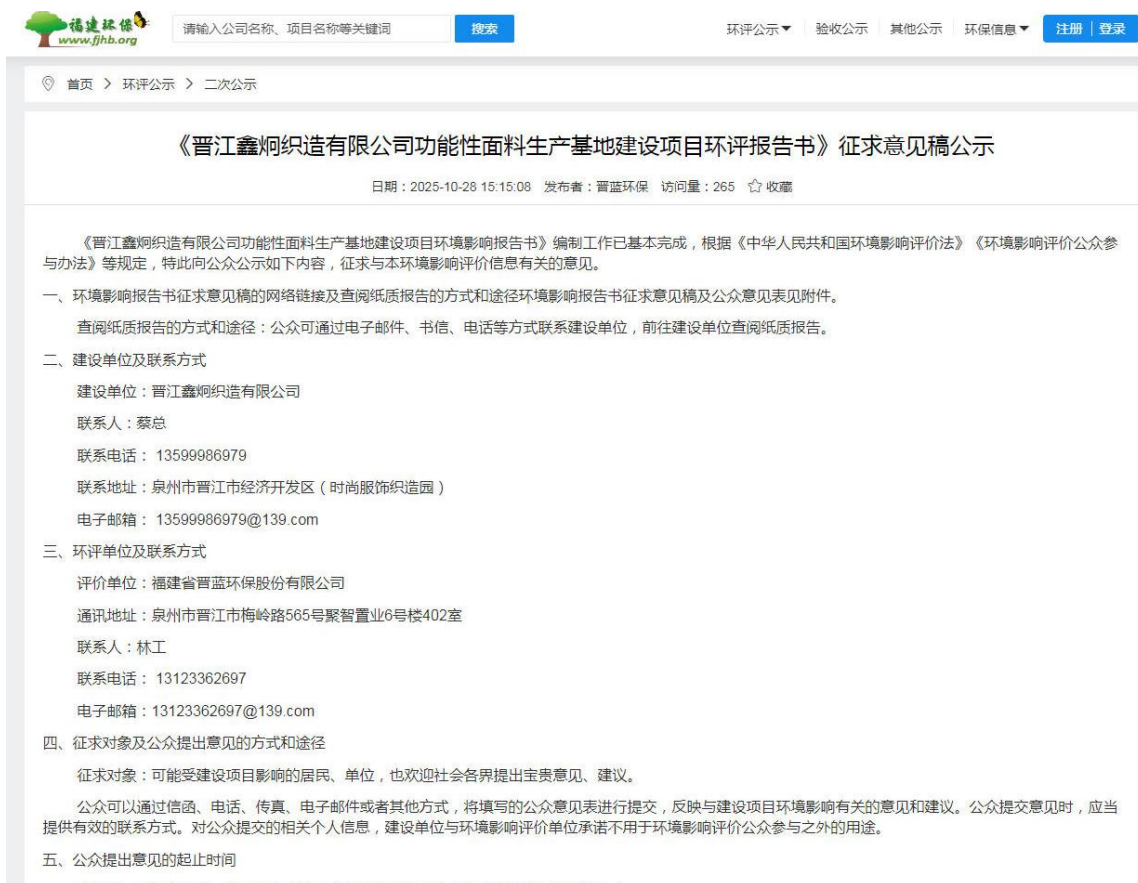 福建环保
www.fjhb.org
请输入公司名称、项目名称等关键词
搜索
环评公示 验收公示 其他公示 环保信息 注册 | 登录
首页 > 环评公示 > 二次公示
《晋江鑫炯织造有限公司功能性面料生产基地建设项目环评报告书》征求意见稿公示
日期：2025-10-28 15:15:08 发布者：晋蓝环保 访问量：265 收藏
《晋江鑫炯织造有限公司功能性面料生产基地建设项目环境影响报告书》编制工作已基本完成，根据《中华人民共和国环境影响评价法》《环境影响评价公众参
与办法》等规定，特此向公众公示如下内容，征求与本环境影响评价信息有关的意见。
一、环境影响报告书征求意见稿的网络链接及查阅纸质报告的方式和途径环境影响报告书征求意见稿及公众意见表见附件。
查阅纸质报告的方式和途径：公众可通过电子邮件、书信、电话等方式联系建设单位，前往建设单位查阅纸质报告。
二、建设单位及联系方式
建设单位：晋江鑫炯织造有限公司
联系人：蔡总
联系电话： 13599986979
联系地址：泉州市晋江市经济开发区（时尚服饰织造园）
电子邮箱： 13599986979@139.com
三、环评单位及联系方式
评价单位：福建省晋蓝环保股份有限公司
通讯地址：泉州市晋江市梅岭路565号聚智置业6号楼402室
联系人：林工
联系电话： 13123362697
电子邮箱：13123362697@139.com
四、征求对象及公众提出意见的方式和途径
征求对象：可能受建设项目影响的居民、单位，也欢迎社会各界提出宝贵意见、建议。
公众可以通过信函、电话、传真、电子邮件或者其他方式，将填写的公众意见表进行提交，反映与建设项目环境影响有关的意见和建议。公众提交意见时，应当
提供有效的联系方式。对公众提交的相关个人信息，建设单位与环境影响评价单位承诺不用于环境影响评价公众参与之外的用途。
五、公众提出意见的起止时间